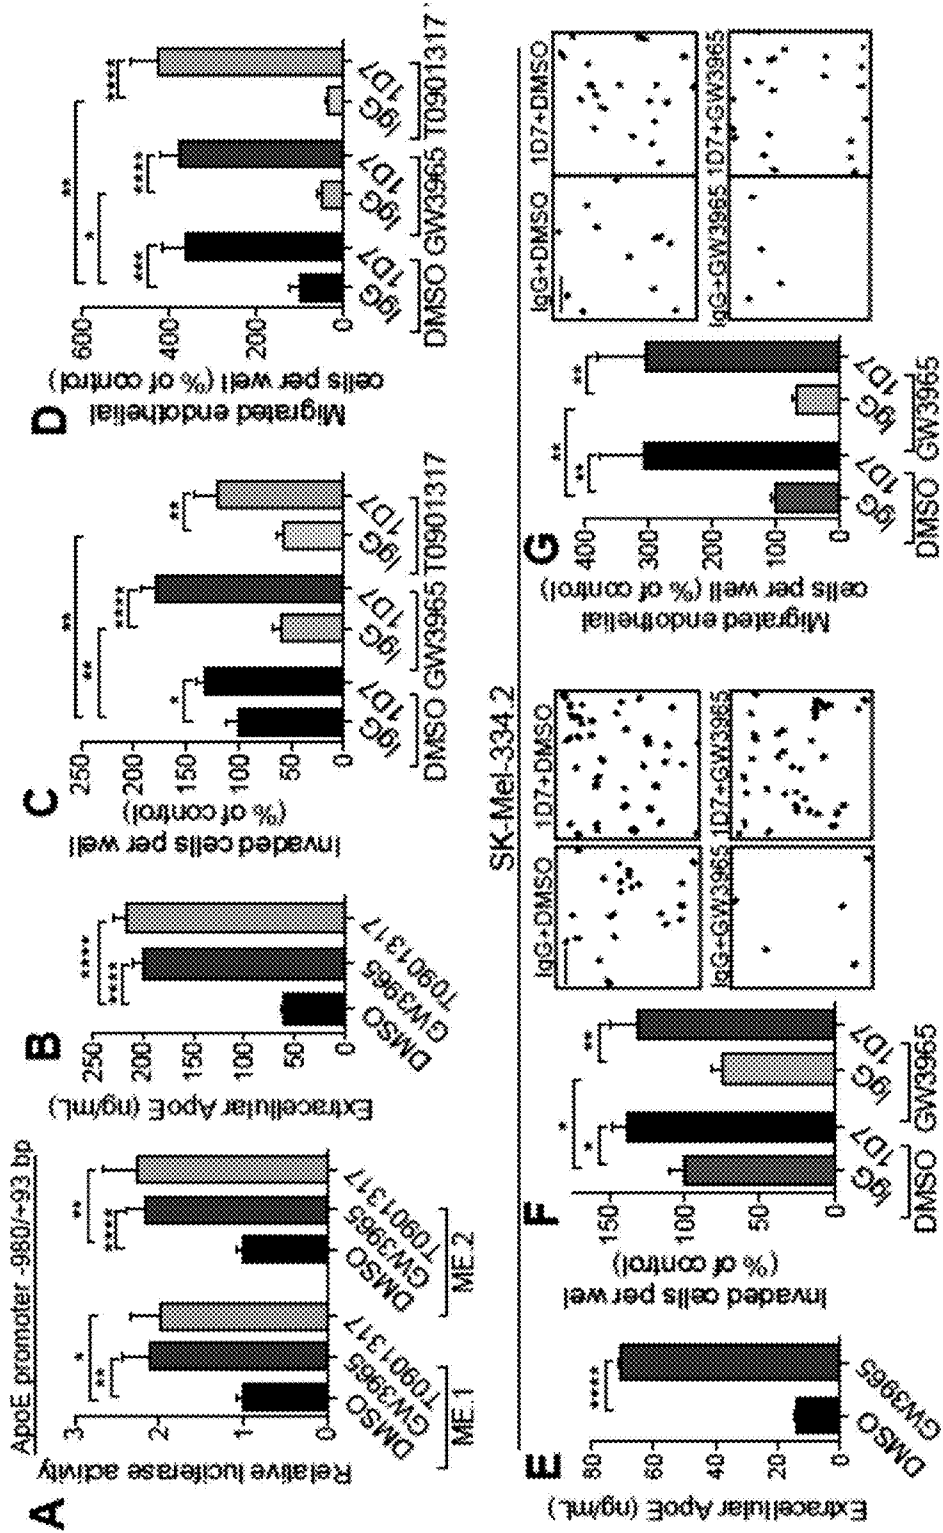 A
ApoE promoter -980/+93 bp
Relative luciferase activity
3
2
1
0
**
*
**
****
DMSO
GW3965
T0901317
DMSO
GW3965
T0901317
ME.1
ME.2
B
Extracellular ApoE (ng/mL)
250
200
150
100
50
0
****
****
DMSO
GW3965
T0901317
C
Invaded cells per well
(% of control)
250
200
150
100
50
0
**
**
*
****
**
IgG
1D7
IgG
1D7
IgG
1D7
DMSO GW3965 T0901317
D
Migrated endothelial
cells per well (% of control)
600
400
200
0
**
*
***
****
****
IgG
1D7
IgG
1D7
IgG
1D7
DMSO GW3965 T0901317
SK-Mel-334.2
E
Extracellular ApoE (ng/mL)
80
60
40
20
0
****
DMSO
GW3965
F
Invaded cells per wel
(% of control)
150
100
50
0
*
*
**
IgG
1D7
IgG
1D7
DMSO GW3965
IgG+DMSO 1D7+DMSO
IgG+GW3965 1D7+GW3965
G
Migrated endothelial
cells per well (% of control)
400
300
200
100
0
**
**
**
IgG
1D7
IgG
1D7
DMSO GW3965
IgG+DMSO 1D7+DMSO
IgG+GW3965 1D7+GW3965